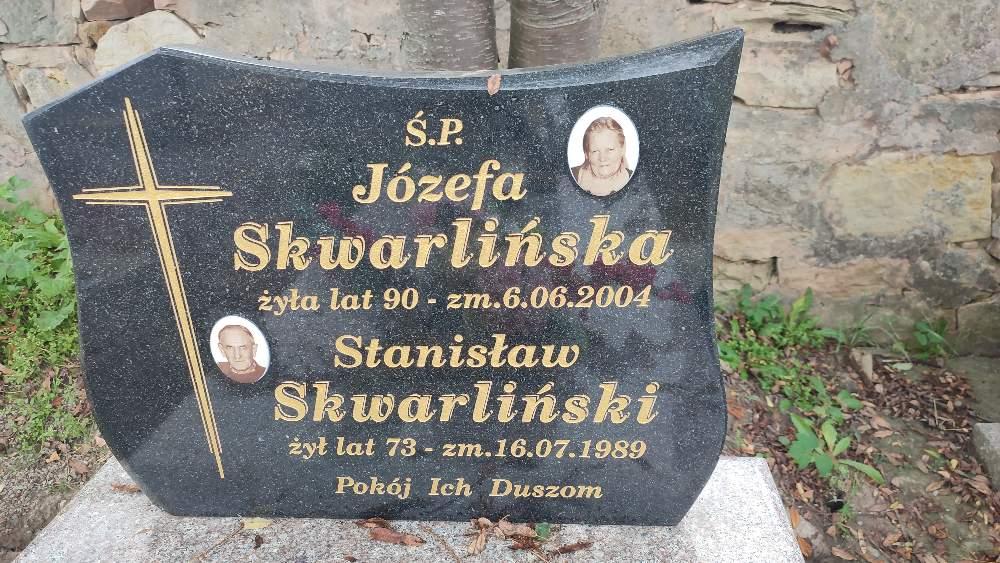 Ś.P.
Józefa
Skwarlińska
żyła lat 90 - zm.6.06.2004
Stanisław
Skwarliński
żył lat 73 - zm.16.07.1989
Pokój Ich Duszom